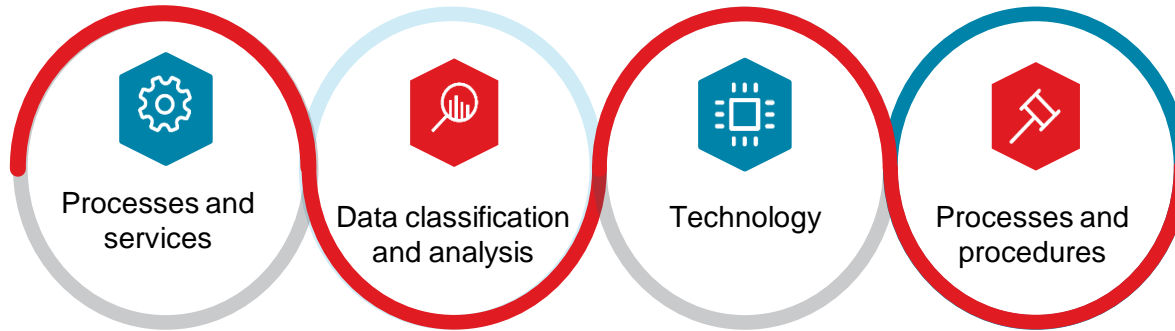 Processes and
services
Data classification
and analysis
Technology
Processes and
procedures